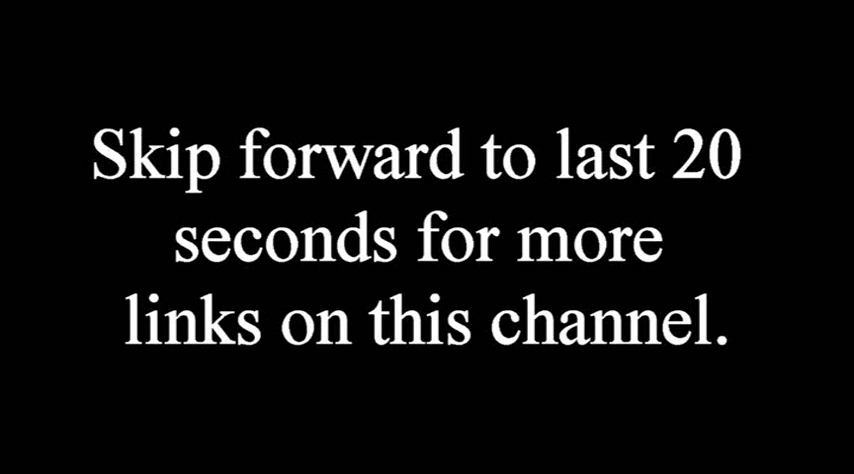 Skip forward to last 20
seconds for more
links on this channel.